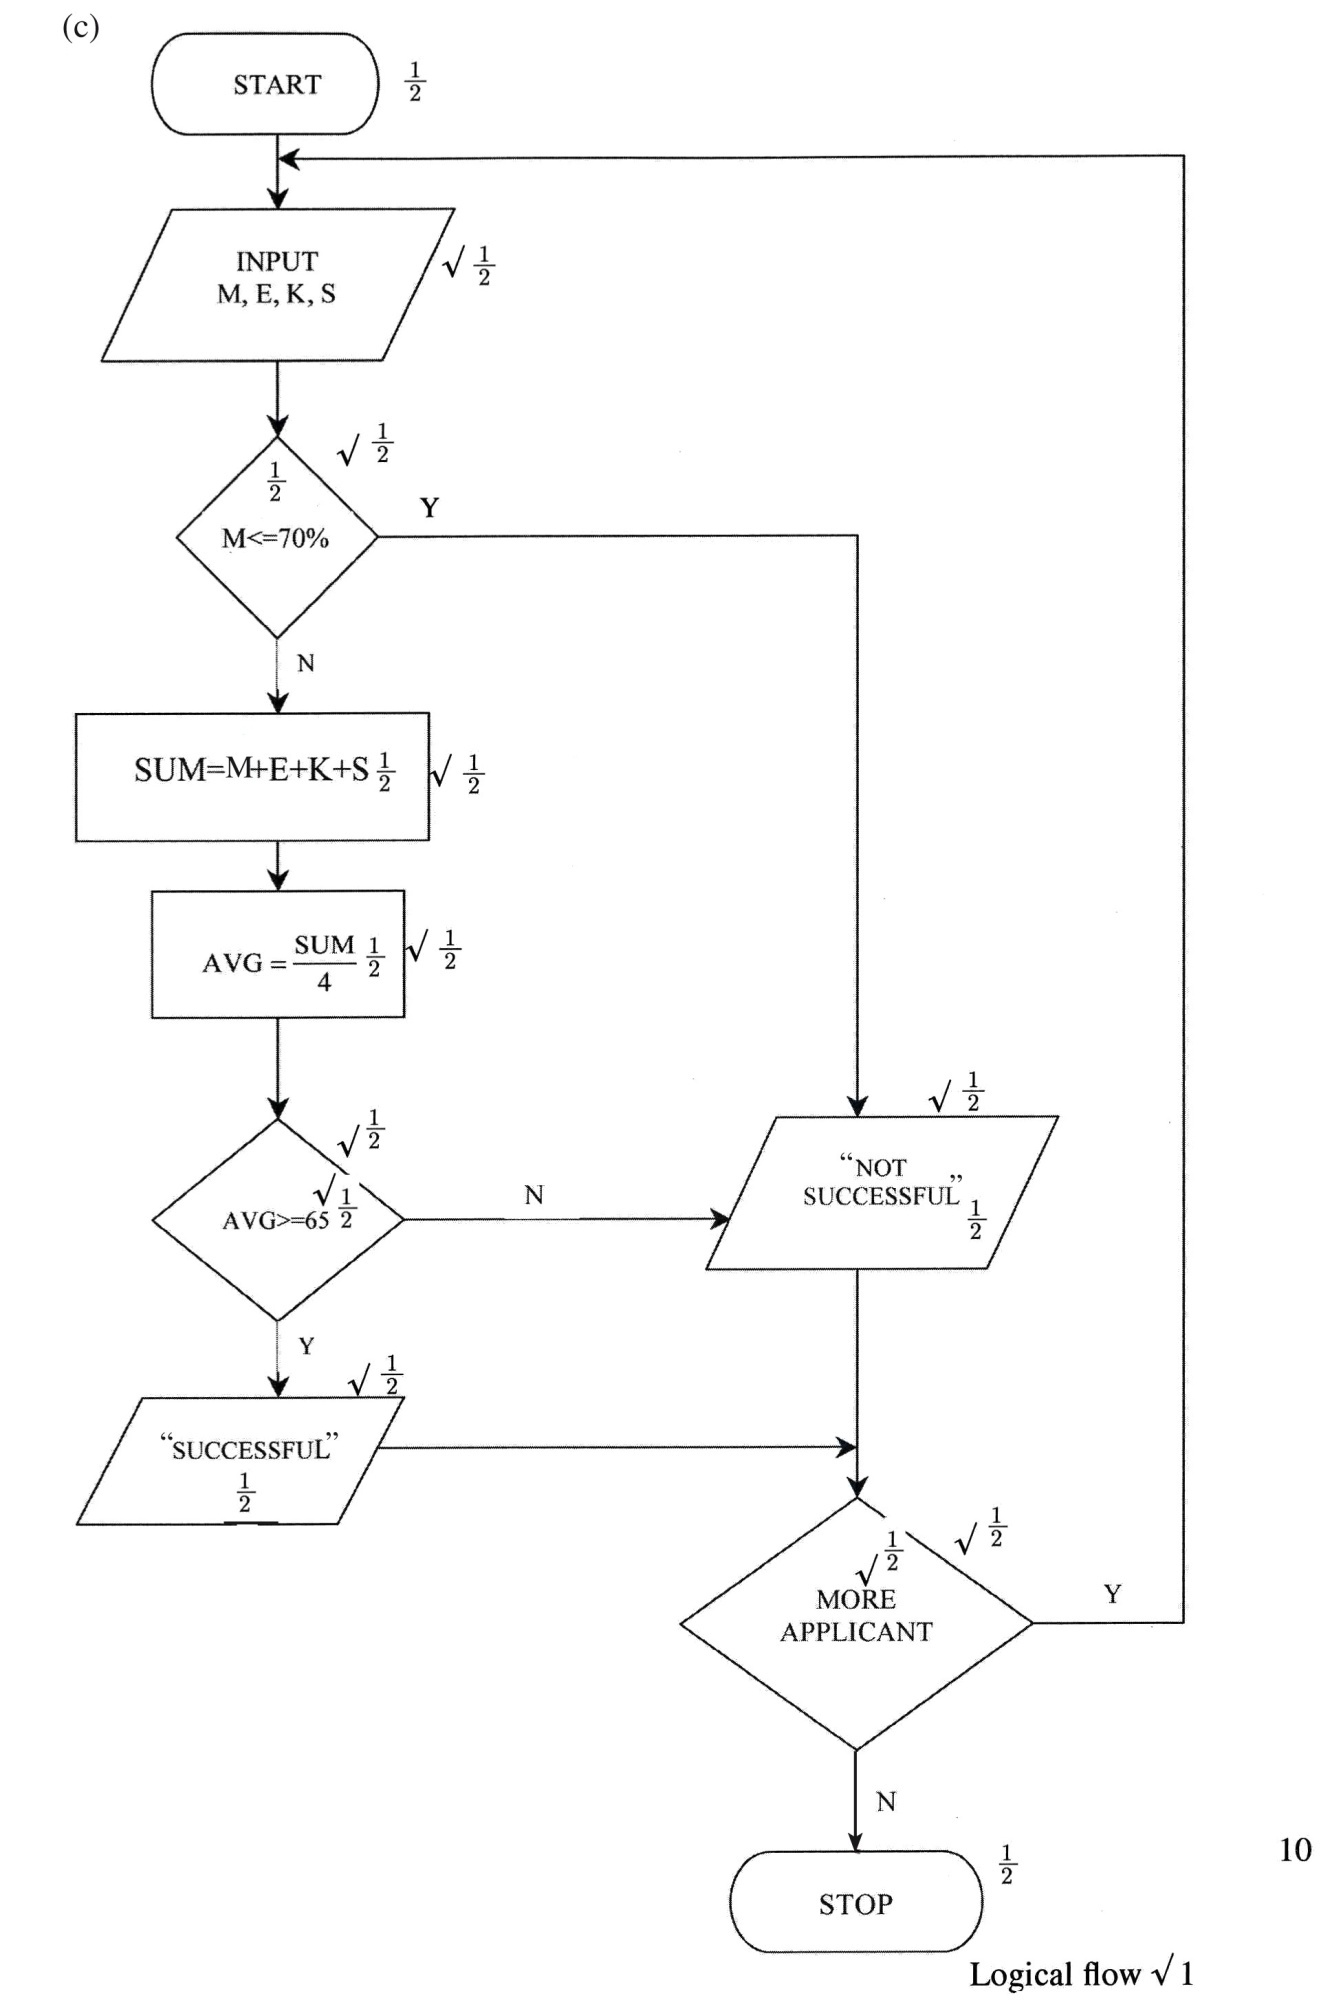 (c)
START 1/2
INPUT
M, E, K, S
√ 1/2
√ 1/2
1/2
M<=70%
Y
N
SUM=M+E+K+S 1/2
√ 1/2
AVG = SUM/4 1/2
√ 1/2
√ 1/2
√ 1/2
AVG>=65
N
√ 1/2
“NOT
SUCCESSFUL”
1/2
Y
√ 1/2
“SUCCESSFUL”
1/2
√ 1/2
√ 1/2
MORE
APPLICANT
Y
N
1/2
10
STOP
Logical flow √ 1